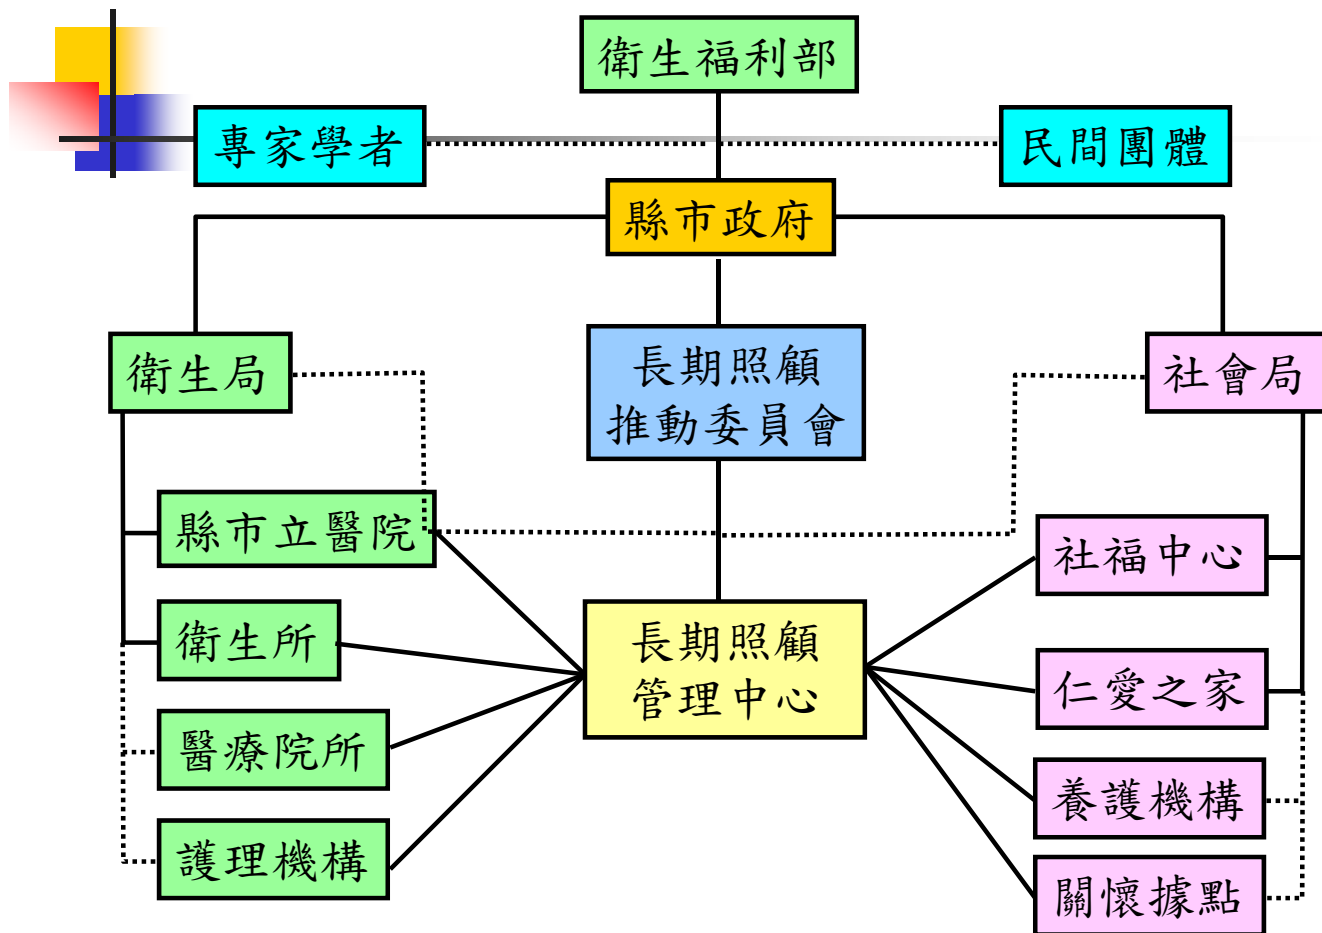 衛生福利部
專家學者
民間團體
縣市政府
衛生局
長期照顧
推動委員會
社會局
縣市立醫院
社福中心
衛生所
長期照顧
管理中心
仁愛之家
醫療院所
養護機構
護理機構
關懷據點